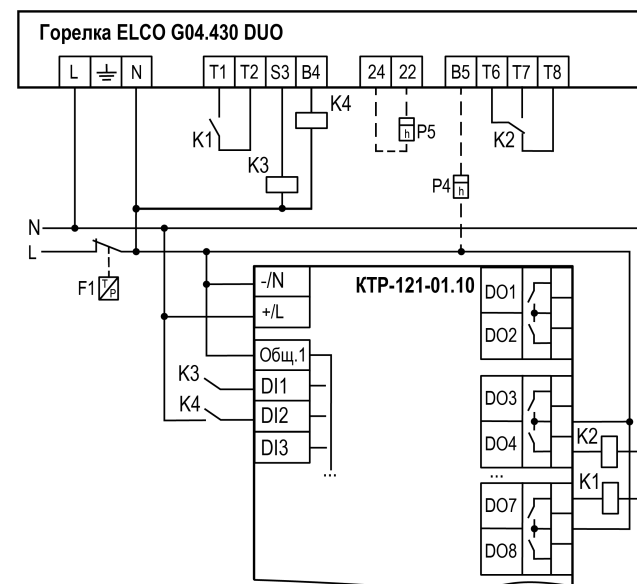 Горелка ELCO G04.430 DUO
L N T1 T2 S3 B4 24 22 B5 T6 T7 T8
K4
K1 h P5 K2
K3
P4 h
N
L
F1 T P
-/N КТР-121-01.10 DO1
+/L
DO2
Общ.1
K3 DI1 DO3
K4 DI2
DI3 DO4 K2
... ...
K1
DO7
DO8